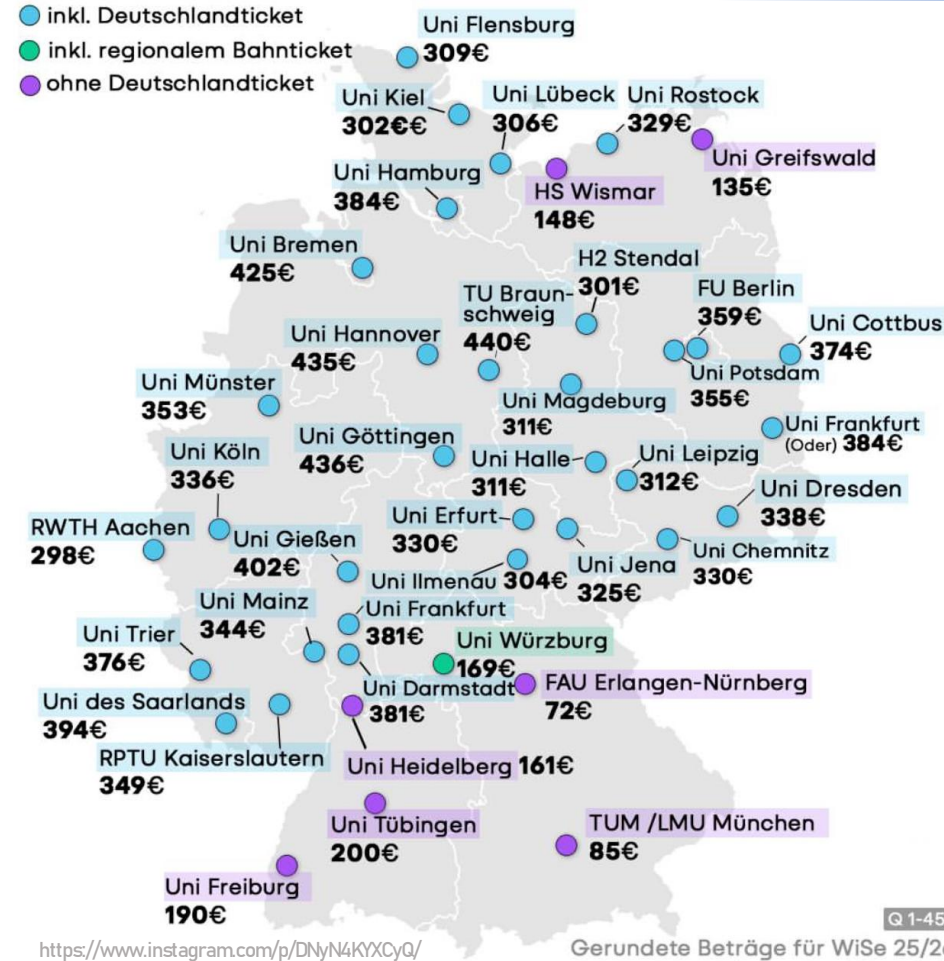 inkl. Deutschlandticket
inkl. regionalem Bahnticket
ohne Deutschlandticket
Uni Flensburg
309€
Uni Kiel
302€€
Uni Lübeck
306€
Uni Rostock
329€
Uni Greifswald
135€
HS Wismar
148€
Uni Hamburg
384€
Uni Bremen
425€
H2 Stendal
301€
TU Braun-
schweig
440€
FU Berlin
359€
Uni Cottbus
374€
Uni Hannover
435€
Uni Potsdam
355€
Uni Münster
353€
Uni Magdeburg
311€
Uni Frankfurt
(Oder) 384€
Uni Göttingen
436€
Uni Köln
336€
Uni Halle
311€
Uni Leipzig
312€
Uni Dresden
338€
RWTH Aachen
298€
Uni Gießen
402€
Uni Erfurt
330€
Uni Chemnitz
330€
Uni Jena
325€
Uni Ilmenau 304€
Uni Mainz
344€
Uni Frankfurt
381€
Uni Trier
376€
Uni Würzburg
169€
Uni Darmstadt
381€
FAU Erlangen-Nürnberg
72€
Uni des Saarlands
394€
RPTU Kaiserslautern
349€
Uni Heidelberg 161€
Uni Tübingen
200€
TUM /LMU München
85€
Uni Freiburg
190€
Q 1-45
https://www.instagram.com/p/DNyN4KYXCyQ/
Gerundete Beträge für WiSe 25/26